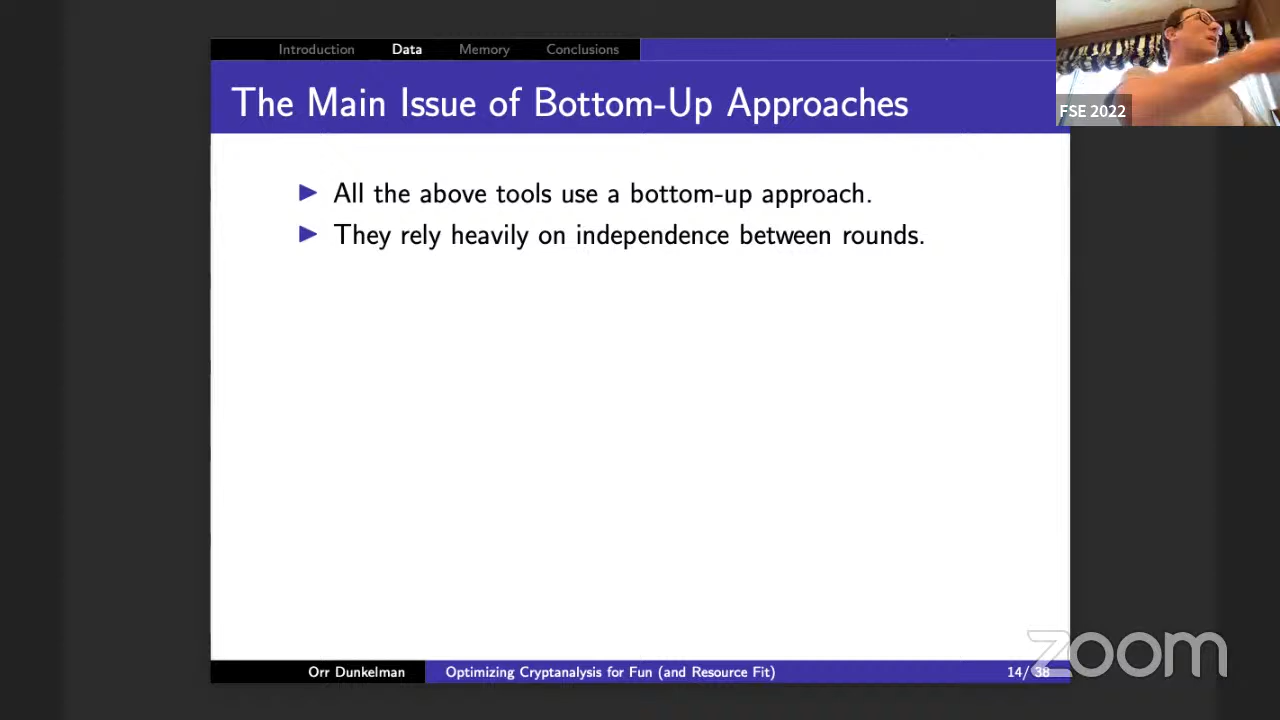 Introduction Data Memory Conclusions
The Main Issue of Bottom-Up Approaches
FSE 2022
All the above tools use a bottom-up approach.
They rely heavily on independence between rounds.
Orr Dunkelman Optimizing Cryptanalysis for Fun (and Resource Fit) 14/38
zoom